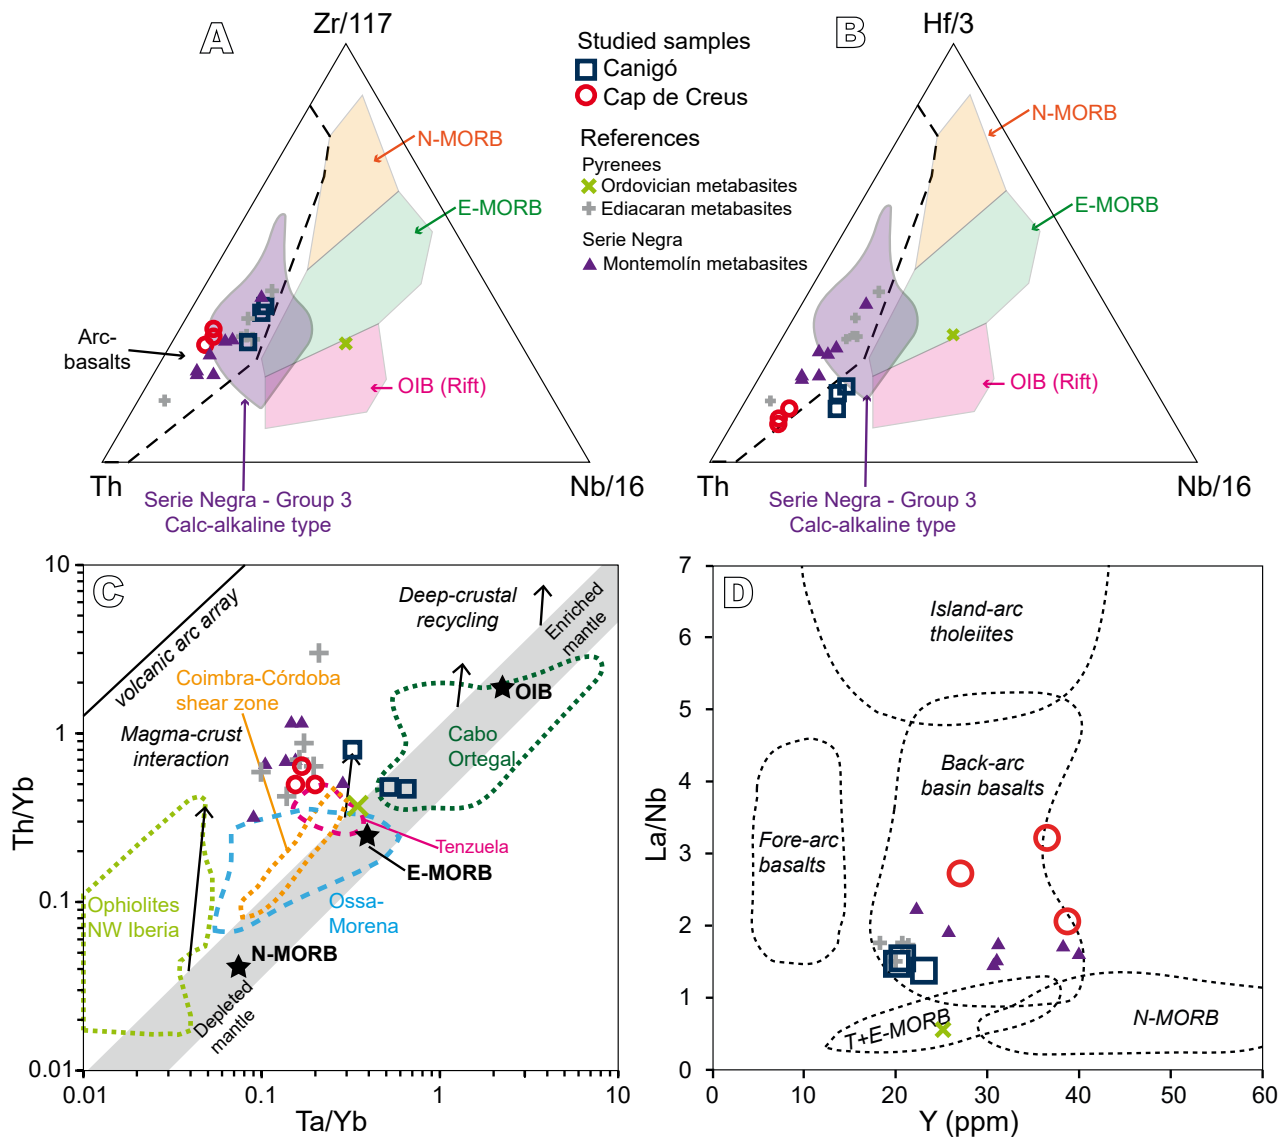 A
Zr/117
N-MORB
E-MORB
Arc-
basalts
OIB (Rift)
Th
Nb/16
Serie Negra - Group 3
Calc-alkaline type
Studied samples
Canigó
Cap de Creus
References
Pyrenees
Ordovician metabasites
Ediacaran metabasites
Serie Negra
Montemolín metabasites
B
Hf/3
N-MORB
E-MORB
OIB (Rift)
Th
Nb/16
Serie Negra - Group 3
Calc-alkaline type
C
10
1
0.1
0.01
Th/Yb
volcanic arc array
Deep-crustal
recycling
Enriched
mantle
Coimbra-Córdoba
shear zone
Magma-crust
interaction
OIB
Cabo
Ortegal
Tenzuela
E-MORB
Ossa-
Morena
Ophiolites
NW Iberia
N-MORB
Depleted
mantle
0.01
0.1
1
10
Ta/Yb
D
7
6
5
4
3
2
1
0
La/Nb
Island-arc
tholeiites
Back-arc
basin basalts
Fore-arc
basalts
T+E-MORB
N-MORB
0
10
20
30
40
50
60
Y (ppm)